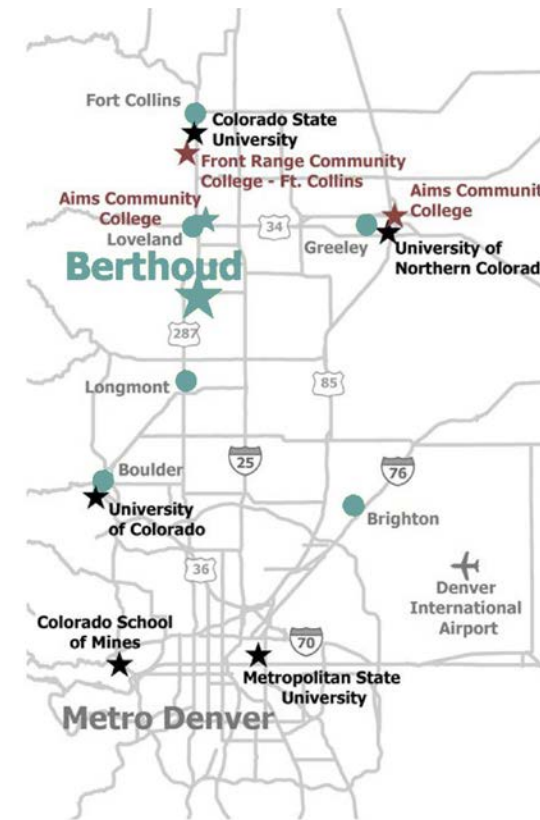 Fort Collins
Colorado State
University
Front Range Community
College - Ft. Collins
Aims Community
College
Aims Communit
College
Loveland
34
Greeley
University of
Northern Colorad
Berthoud
287
Longmont
85
25
76
Boulder
University
of Colorado
Brighton
36
Denver
International
Airport
Colorado School
of Mines
70
Metropolitan State
University
Metro Denver